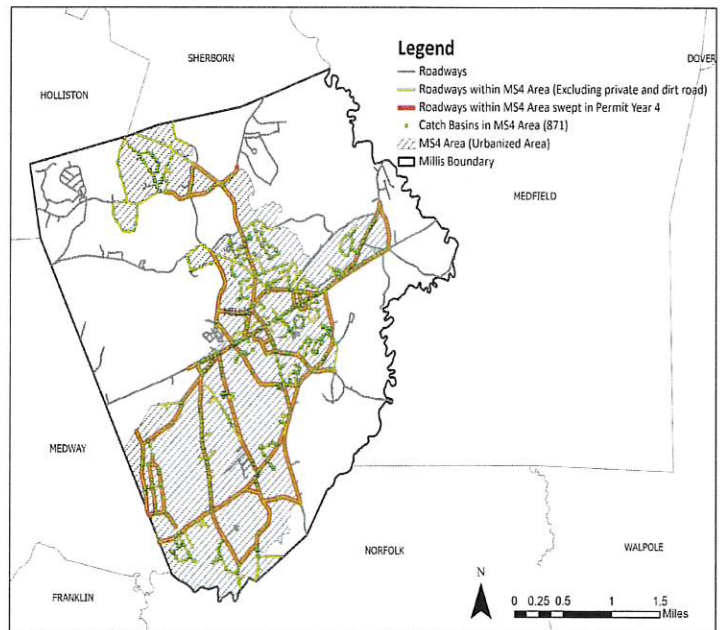 SHERBORN
DOVER
HOLLISTON
Legend
Roadways
Roadways within MS4 Area (Excluding private and dirt road)
Roadways within MS4 Area swept in Permit Year 4
Catch Basins in MS4 Area (871)
MS4 Area (Urbanized Area)
Millis Boundary
MEDFIELD
MILLIS
MEDWAY
NORFOLK
WALPOLE
FRANKLIN
N
0 0.25 0.5 1 1.5
Miles